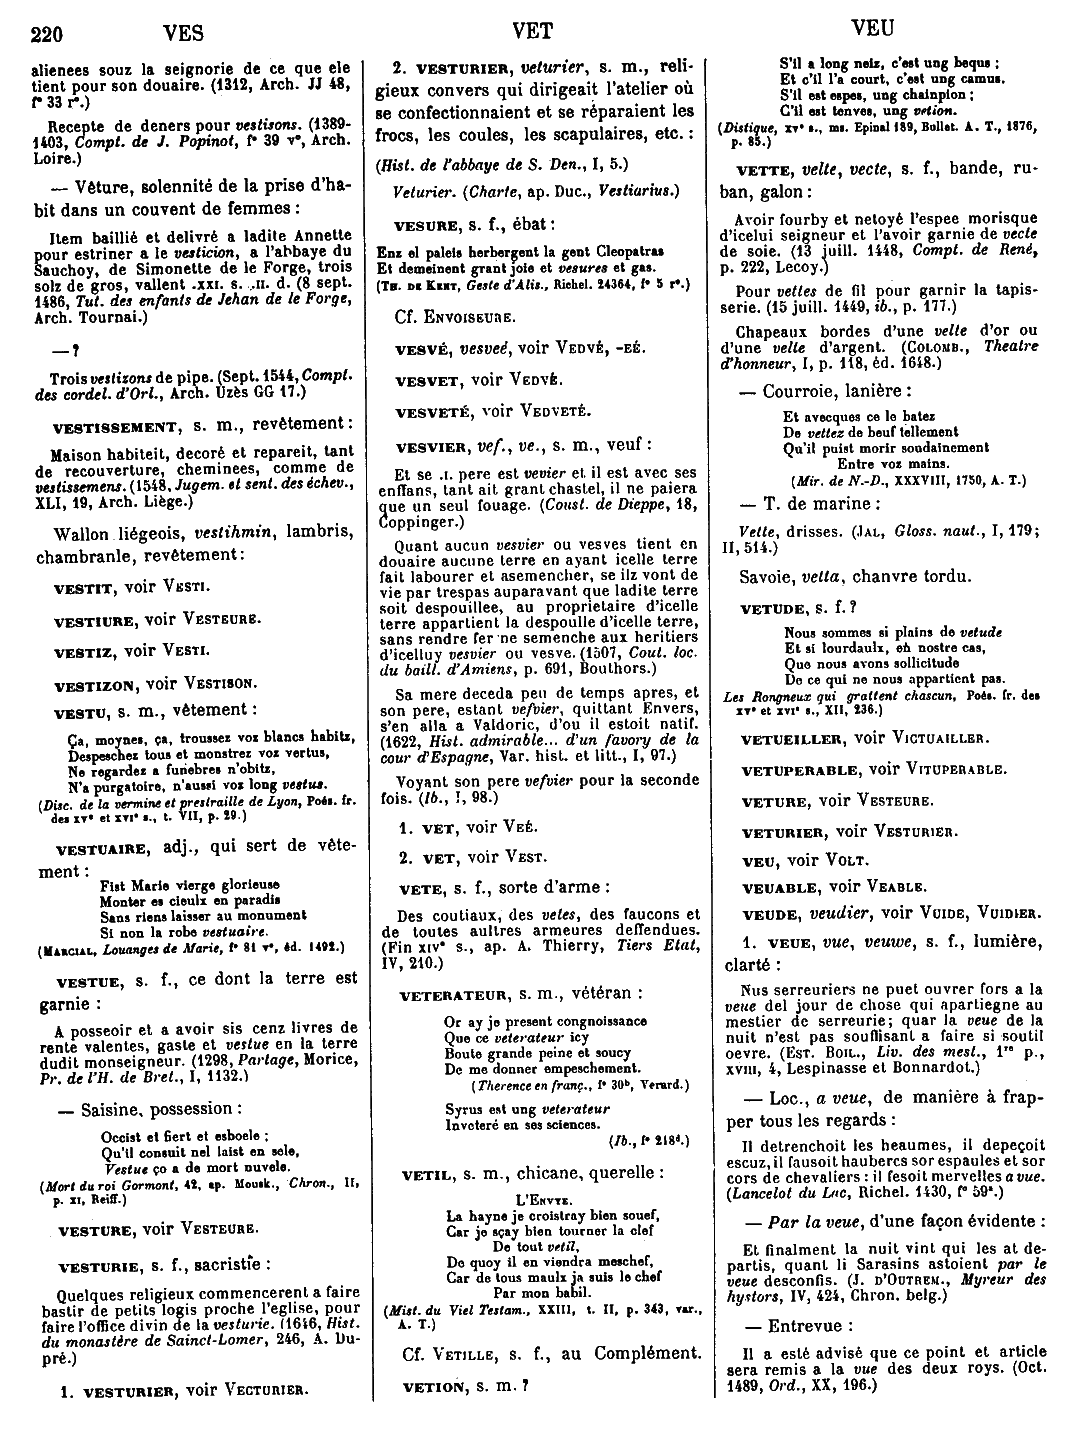 220 VES VET VEU
alienees souz la seignorie de ce que ele
tient pour son douaire. (1312, Arch. JJ 48,
f° 33 r°.)
Recepte de deners pour vestisons. (1389-
1403, Compt. de J. Popinot, f° 39 v°, Arch.
Loire.)
— Vêture, solennité de la prise d'ha-
bit dans un couvent de femmes :
Item baillié et delivré a ladite Annette
pour estriner a le vesticion, a l'abbaye du
Sauchoy, de Simonette de le Forge, trois
solz de gros, vallent .XXI. s. .II. d. (8 sept.
1486, Tut. des enfants de Jehan de le Forge,
Arch. Tournai.)
— ?
Trois vestizons de pipe. (Sept. 1544, Compt.
des cordel. d'Orl., Arch. Uzès GG 17.)
VESTISSEMENT, s. m., revêtement :
Maison habiteit, decoré et repareit, tant
de recouverture, cheminees, comme de
vestissemens. (1548, Jugem. et sent. des échev.,
XLI, 19, Arch. Liège.)
Wallon liégeois, vestihmin, lambris,
chambranle, revêtement :
VESTIT, voir VESTI.
VESTIURE, voir VESTEURE.
VESTIZ, voir VESTI.
VESTIZON, voir VESTISON.
VESTU, s. m., vêtement :
Ça, moynes, ça, troussez voz blancs habitz,
Despeschez tous et monstrez voz vertus,
Ne regardez a funebres n'obitz,
N'a purgatoire, n'aussi voz long vestus.
(Disc. de la vermine et prestraille de Lyon, Poés. fr.
des XV° et XVI° s., t. VII, p. 29.)
VESTUAIRE, adj., qui sert de vête-
ment :
Fist Marie vierge glorieuse
Monter es cieulx en paradis
Sans riens laisser au monument
Si non la robe vestuaire.
(MARCIAL, Louanges de Marie, f° 81 v°, éd. 1492.)
VESTUE, s. f., ce dont la terre est
garnie :
A posseoir et a avoir sis cenz livres de
rente valentes, gaste et vestue en la terre
dudit monseigneur. (1298, Partage, Morice,
Pr. de l'H. de Bret., I, 1132.)
— Saisine, possession :
Occist et fiert et esboele ;
Qu'il consuit nel laist en sele,
Vestue ço a de mort nuvele.
(Mort du roi Gormont, 42, ap. Mousk., Chron., II,
p. XI, Reiff.)
VESTURE, voir VESTEURE.
VESTURIE, s. f., sacristie :
Quelques religieux commencerent a faire
bastir de petits logis proche l'eglise, pour
faire l'office divin de la vesturie. (1646, Hist.
du monastère de Sainct-Lomer, 246, A. Du-
pré.)
1. VESTURIER, voir VECTURIER.
2. VESTURIER, veturier, s. m., reli-
gieux convers qui dirigeait l'atelier où
se confectionnaient et se réparaient les
frocs, les coules, les scapulaires, etc. :
(Hist. de l'abbaye de S. Den., I, 5.)
Veturier. (Charte, ap. Duc., Vestiarius.)
VESURE, s. f., ébat :
Enz el paleis herbergent la gent Cleopatras
Et demeinent grant joie et vesures et gas.
(TH. DE KENT, Geste d'Alis., Richel. 24364, f° 5 r°.)
Cf. ENVOISEURE.
VESVÉ, vesveé, voir VEDVÉ, -EÉ.
VESVET, voir VEDVÉ.
VESVETÉ, voir VEDVETÉ.
VESVIER, vef., ve., s. m., veuf :
Et se .I. pere est vevier et il est avec ses
enffans, tant ait grant chastel, il ne paiera
que un seul fouage. (Coust. de Dieppe, 18,
Coppinger.)
Quant aucun vesvier ou vesves tient en
douaire aucune terre en ayant icelle terre
fait labourer et asemencher, se ilz vont de
vie par trespas auparavant que ladite terre
soit despouillee, au proprietaire d'icelle
terre appartient la despoulle d'icelle terre,
sans rendre fer ne semenche aux heritiers
d'icelluy vesvier ou vesve. (1507, Cout. loc.
du baill. d'Amiens, p. 691, Bouthors.)
Sa mere deceda peu de temps apres, et
son pere, estant vefvier, quittant Envers,
s'en alla a Valdoric, d'ou il estoit natif.
(1622, Hist. admirable... d'un favory de la
cour d'Espagne, Var. hist. et litt., I, 97.)
Voyant son pere vefvier pour la seconde
fois. (Ib., I, 98.)
1. VET, voir VEÉ.
2. VET, voir VEST.
VETE, s. f., sorte d'arme :
Des coutiaux, des vetes, des faucons et
de toutes aultres armeures deffendues.
(Fin XIV° s., ap. A. Thierry, Tiers Etat,
IV, 210.)
VETERATEUR, s. m., vétéran :
Or ay je present congnoissance
Que ce veterateur icy
Boute grande peine et soucy
De me donner empeschement.
(Therence en franç., f° 30ᵇ, Verard.)
Syrus est ung veterateur
Inveteré en ses sciences.
(Ib., f° 218ᵈ.)
VETIL, s. m., chicane, querelle :
L'ENVYE.
La hayne je croistray bien souef,
Car je sçay bien tourner la clef
De tout vetil,
De quoy il en viendra meschef,
Car de tous maulx ja suis le chef
Par mon babil.
(Mist. du Viel Testam., XXIII, t. II, p. 343, var.,
A. T.)
Cf. VETILLE, s. f., au Complément.
VETION, s. m. ?
S'il a long neiz, c'est ung beque ;
Et c'il l'a court, c'est ung camus.
S'il est espes, ung champion ;
C'il est tenves, ung vetion.
(Distique, XV° s., ms. Epinal 189, Bullet. A. T., 1876,
p. 85.)
VETTE, velte, vecte, s. f., bande, ru-
ban, galon :
Avoir fourby et netoyé l'espee morisque
d'icelui seigneur et l'avoir garnie de vecte
de soie. (13 juill. 1448, Compt. de René,
p. 222, Lecoy.)
Pour vettes de fil pour garnir la tapis-
serie. (15 juill. 1449, ib., p. 177.)
Chapeaux bordes d'une velte d'or ou
d'une velte d'argent. (COLOMB., Theatre
d'honneur, I, p. 118, éd. 1648.)
— Courroie, lanière :
Et avecques ce le batez
De vettez de beuf tellement
Qu'il puist morir soudainement
Entre voz mains.
(Mir. de N.-D., XXXVIII, 1750, A. T.)
— T. de marine :
Vette, drisses. (JAL, Gloss. naut., I, 179;
II, 514.)
Savoie, vetta, chanvre tordu.
VETUDE, s. f. ?
Nous sommes si plains de vetude
Et si lourdaulx, eh nostre cas,
Que nous avons sollicitude
De ce qui ne nous appartient pas.
Les Rongneux qui grattent chascun, Poés. fr. des
XV° et XVI° s., XII, 236.)
VETUEILLER, voir VICTUAILLER.
VETUPERABLE, voir VITUPERABLE.
VETURE, voir VESTEURE.
VETURIER, voir VESTURIER.
VEU, voir VOLT.
VEUABLE, voir VEABLE.
VEUDE, veudier, voir VUIDE, VUIDIER.
1. VEUE, vue, veuwe, s. f., lumière,
clarté :
Nus serreuriers ne puet ouvrer fors a la
veue del jour de chose qui apartiegne au
mestier de serreurie; quar la veue de la
nuit n'est pas souffisant a faire si soutil
oevre. (EST. BOIL., Liv. des mest., 1ʳᵉ p.,
XVIII, 4, Lespinasse et Bonnardot.)
— Loc., a veue, de manière à frap-
per tous les regards :
Il detrenchoit les heaumes, il depeçoit
escuz, il fausoit haubercs sor espaules et sor
cors de chevaliers : il fesoit mervelles a vue.
(Lancelot du Lac, Richel. 1430, f° 59ᵃ.)
— Par la veue, d'une façon évidente :
Et finalment la nuit vint qui les at de-
partis, quant li Sarasins astoient par le
veue desconfis. (J. D'OUTREM., Myreur des
hystors, IV, 424, Chron. belg.)
— Entrevue :
Il a esté advisé que ce point et article
sera remis a la vue des deux roys. (Oct.
1489, Ord., XX, 196.)